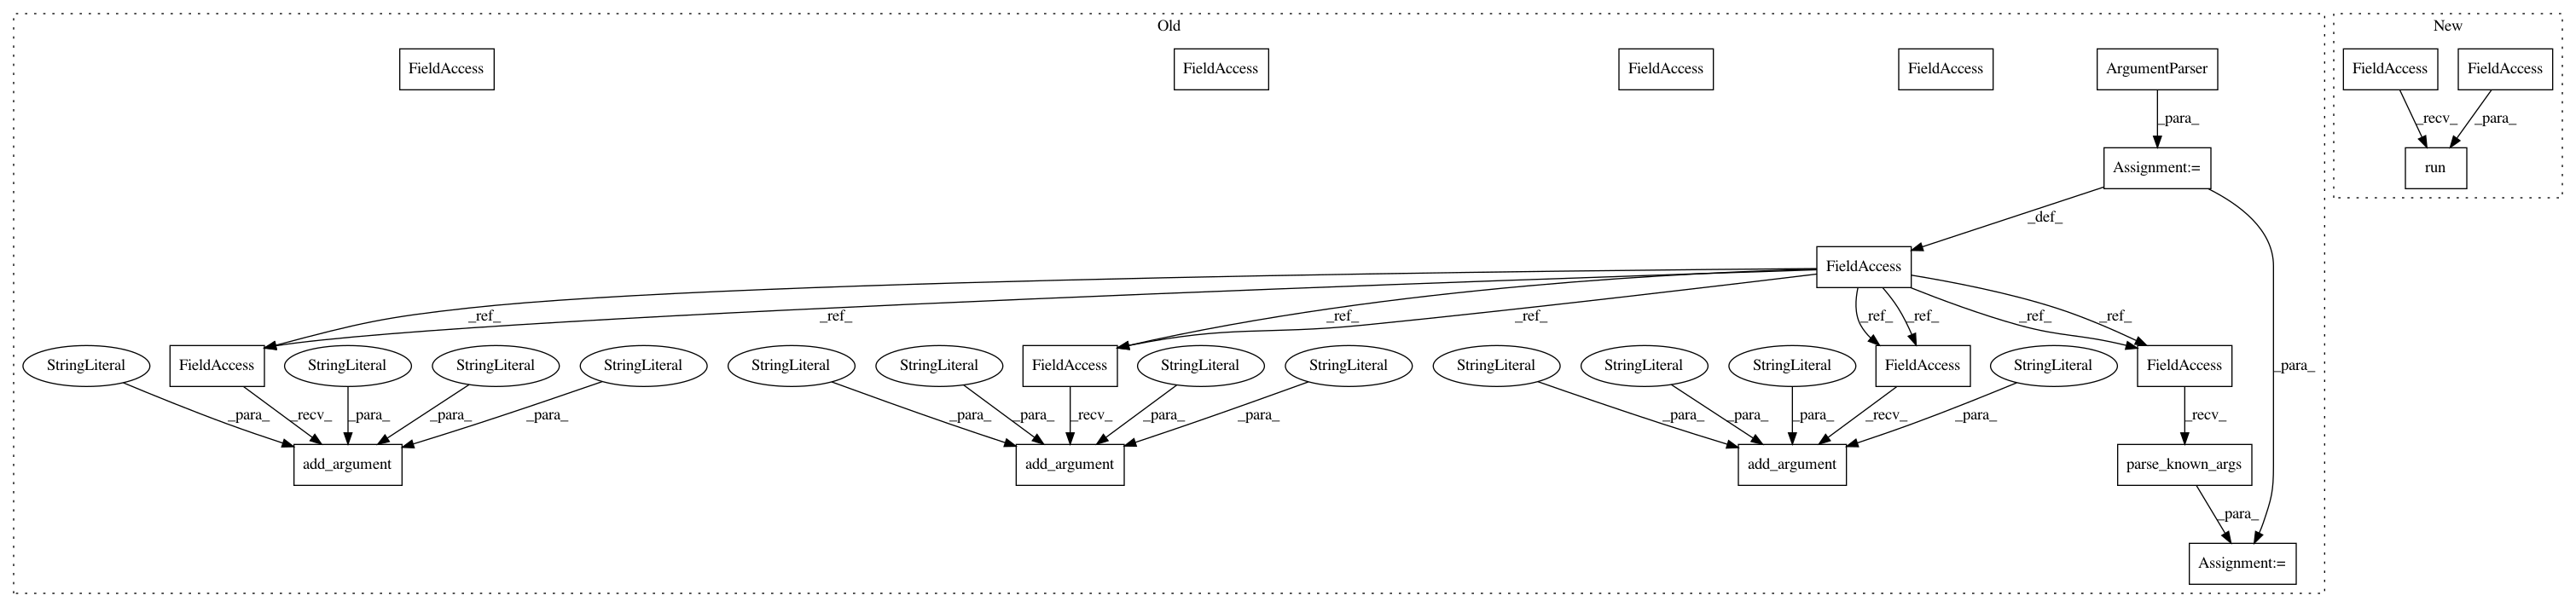 Old
New
FieldAccess
FieldAccess
FieldAccess
FieldAccess
ArgumentParser
FieldAccess
FieldAccess
_para_
_recv_
_para_
Assignment:=
run
_def_
FieldAccess
_ref_
_ref_
_ref_
_ref_
_ref_
_ref_
_ref_
_ref_
StringLiteral
FieldAccess
StringLiteral
StringLiteral
StringLiteral
StringLiteral
StringLiteral
FieldAccess
StringLiteral
StringLiteral
StringLiteral
StringLiteral
StringLiteral
FieldAccess
StringLiteral
FieldAccess
_para_
_para_
_recv_
_para_
_para_
_para_
_para_
_para_
_recv_
_para_
_para_
_para_
_para_
_para_
_recv_
_para_
_recv_
add_argument
add_argument
add_argument
parse_known_args
_para_
Assignment:=